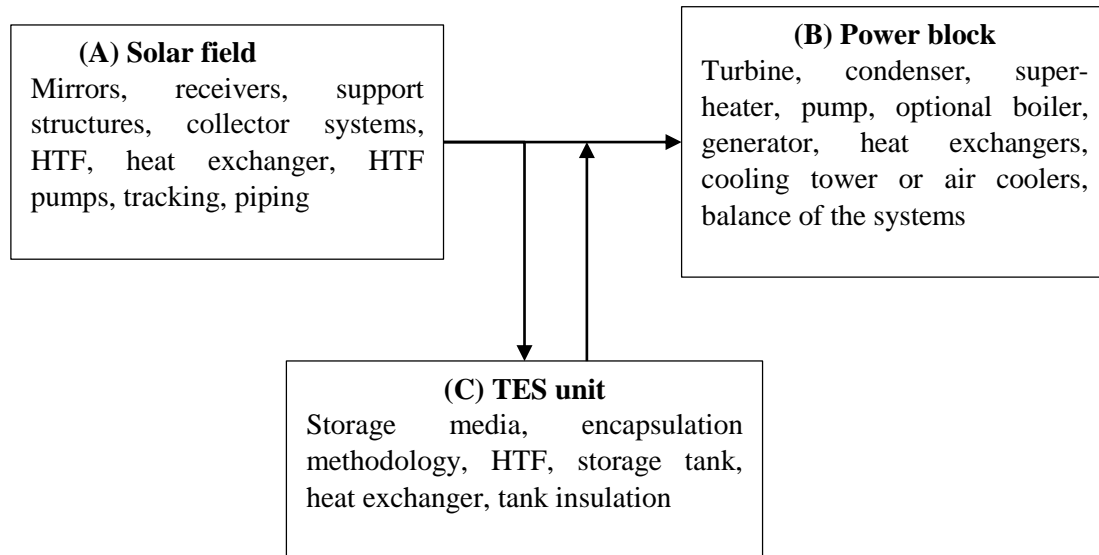 (A) Solar field
Mirrors, receivers, support
structures, collector systems,
HTF, heat exchanger, HTF
pumps, tracking, piping
(B) Power block
Turbine, condenser, super-
heater, pump, optional boiler,
generator, heat exchangers,
cooling tower or air coolers,
balance of the systems
(C) TES unit
Storage media, encapsulation
methodology, HTF, storage tank,
heat exchanger, tank insulation